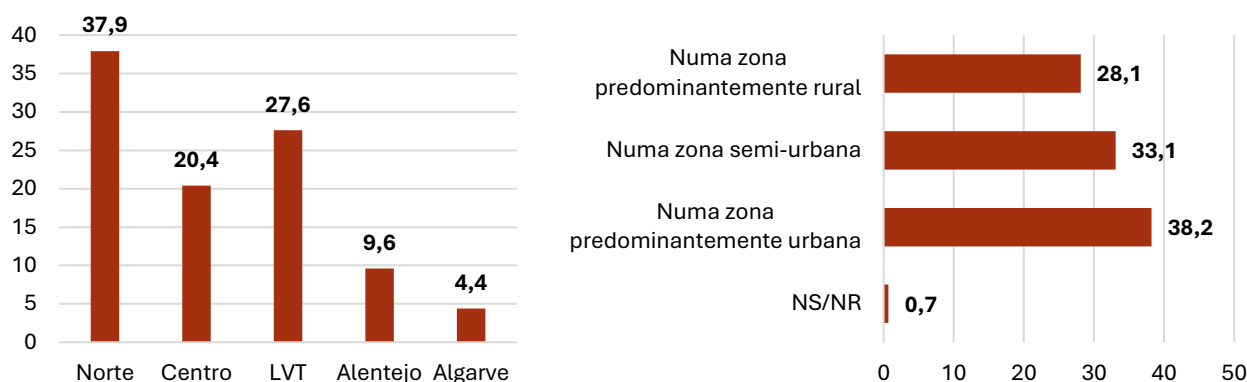 40
35
30
25
20
15
10
5
0
37,9
20,4
27,6
9,6
4,4
Norte Centro LVT Alentejo Algarve
Numa zona
predominantemente rural
28,1
Numa zona semi-urbana
33,1
Numa zona
predominantemente urbana
38,2
NS/NR
0,7
0 10 20 30 40 50